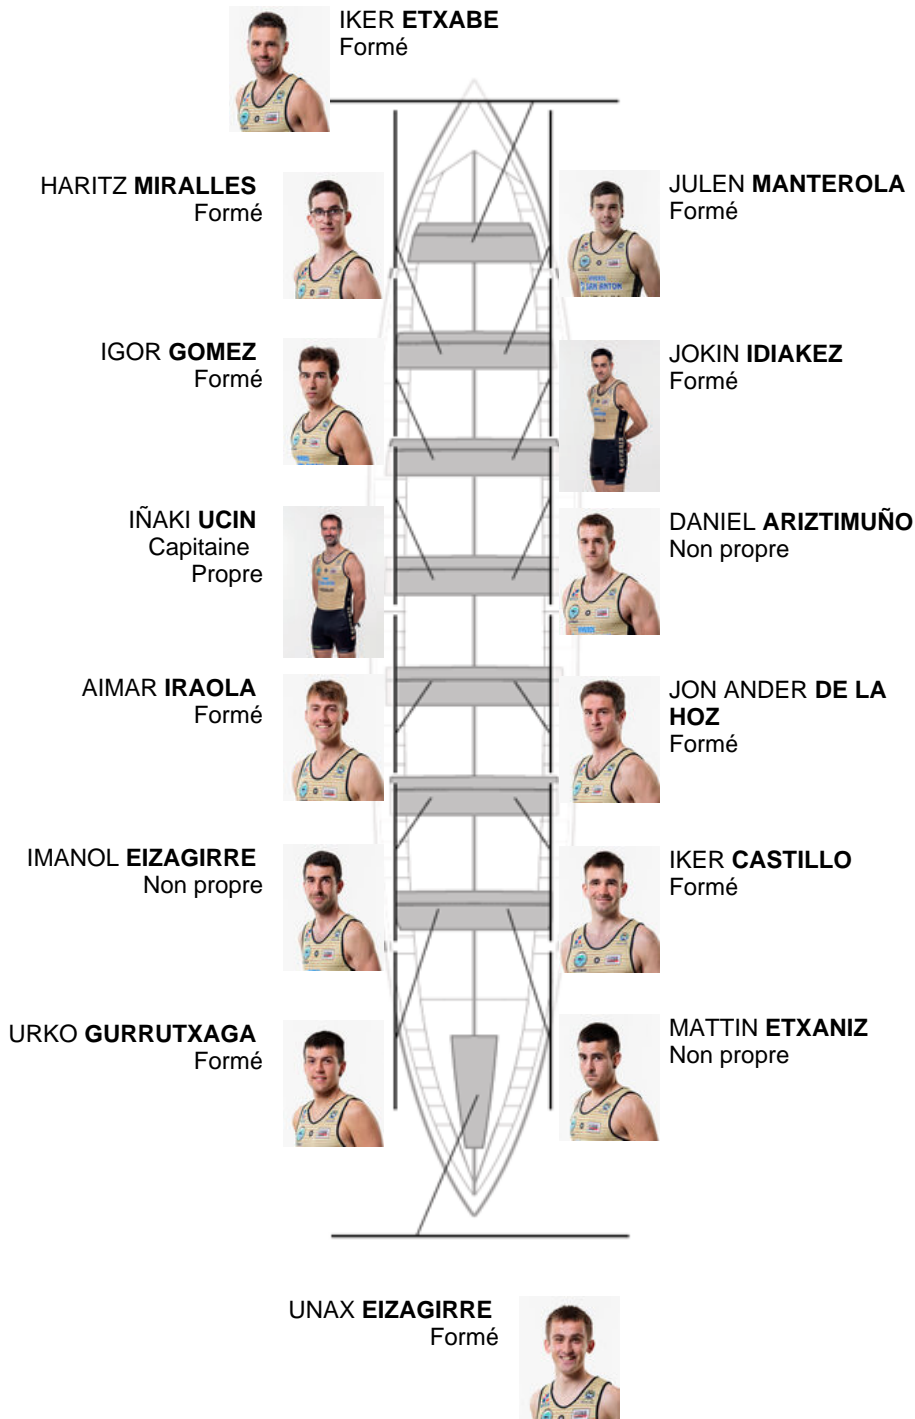 IKER ETXABE
Formé
HARITZ MIRALLES
Formé
JULEN MANTEROLA
Formé
IGOR GOMEZ
Formé
JOKIN IDIAKEZ
Formé
IÑAKI UCIN
Capitaine
Propre
DANIEL ARIZTIMUÑO
Non propre
AIMAR IRAOLA
Formé
JON ANDER DE LA
HOZ
Formé
IMANOL EIZAGIRRE
Non propre
IKER CASTILLO
Formé
URKO GURRUTXAGA
Formé
MATTIN ETXANIZ
Non propre
UNAX EIZAGIRRE
Formé
SAN ANTON